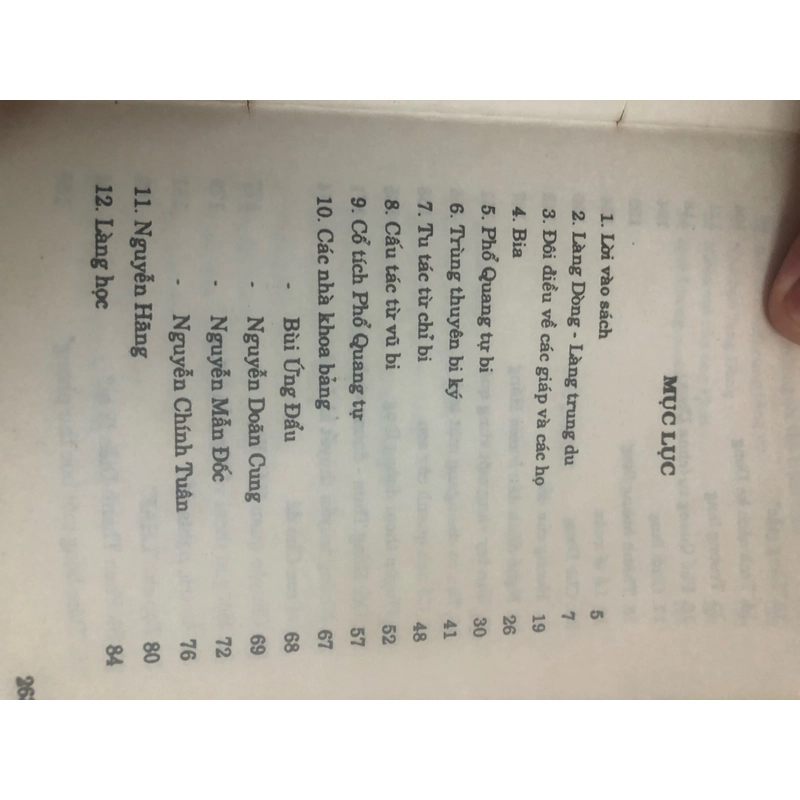 MỤC LỤC
1. Lời vào sách 5
2. Làng Dòng - Làng trung du 7
3. Đôi điều về các giáp và các họ 19
4. Bia 26
5. Phổ Quang tự bi 30
6. Trùng thuyên bi ký 41
7. Tu tác từ chỉ bi 48
8. Cấu tác từ vũ bi 52
9. Cổ tích Phổ Quang tự 57
10. Các nhà khoa bảng 67
- Bùi Ứng Đẩu 68
- Nguyễn Doãn Cung 69
- Nguyễn Mẫn Đốc 72
- Nguyễn Chính Tuân 76
11. Nguyễn Hãng 80
12. Làng học 84